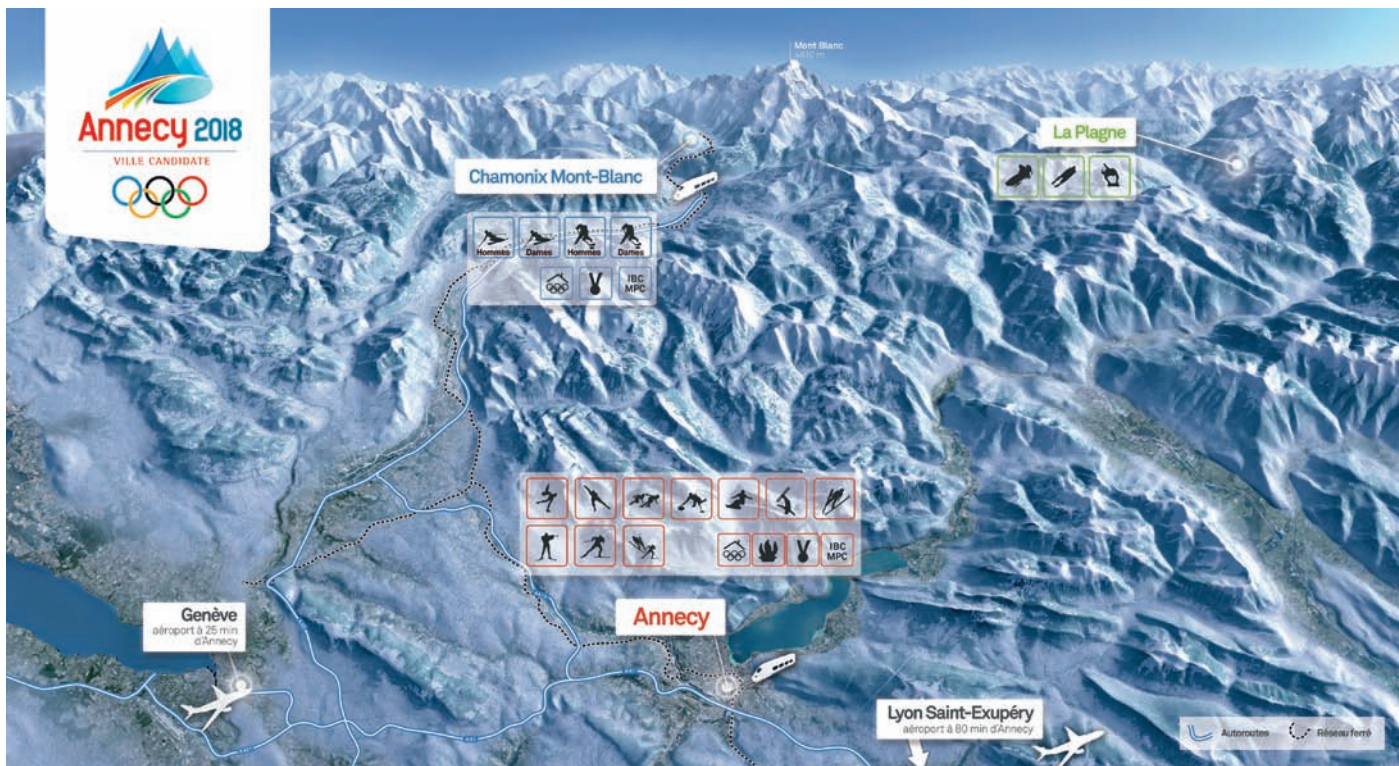 Annecy 2018
VILLE CANDIDATE
Mont Blanc
La Plagne
Chamonix Mont-Blanc
Hommes
Dames
Hommes
Dames
IBC
MPC
IBC
MPC
Genève
aéroport à 25 min
d'Annecy
Annecy
Lyon Saint-Exupéry
aéroport à 80 min d'Annecy
Autoroutes
Réseau ferré